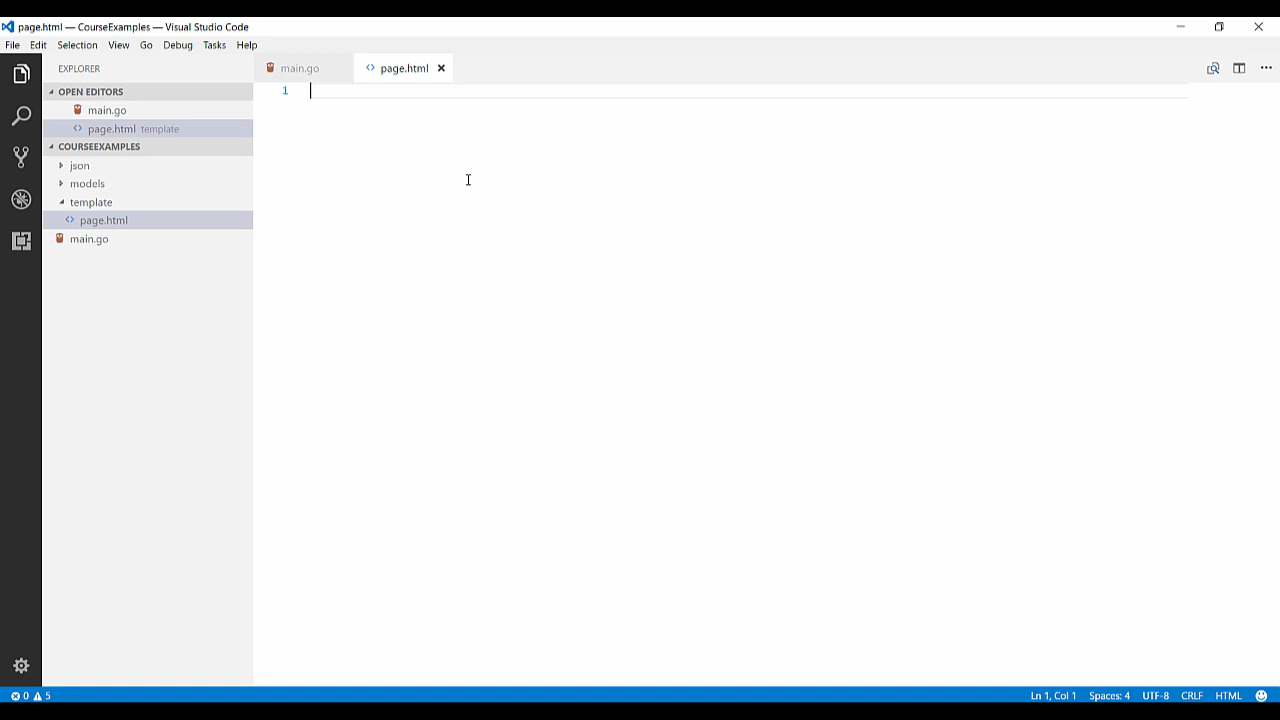 page.html — CourseExamples — Visual Studio Code
File Edit Selection View Go Debug Tasks Help
EXPLORER
main.go page.html
OPEN EDITORS
main.go
page.html template
COURSEEXAMPLES
json
models
template
page.html
main.go
1
0 5 Ln 1, Col 1 Spaces: 4 UTF-8 CRLF HTML